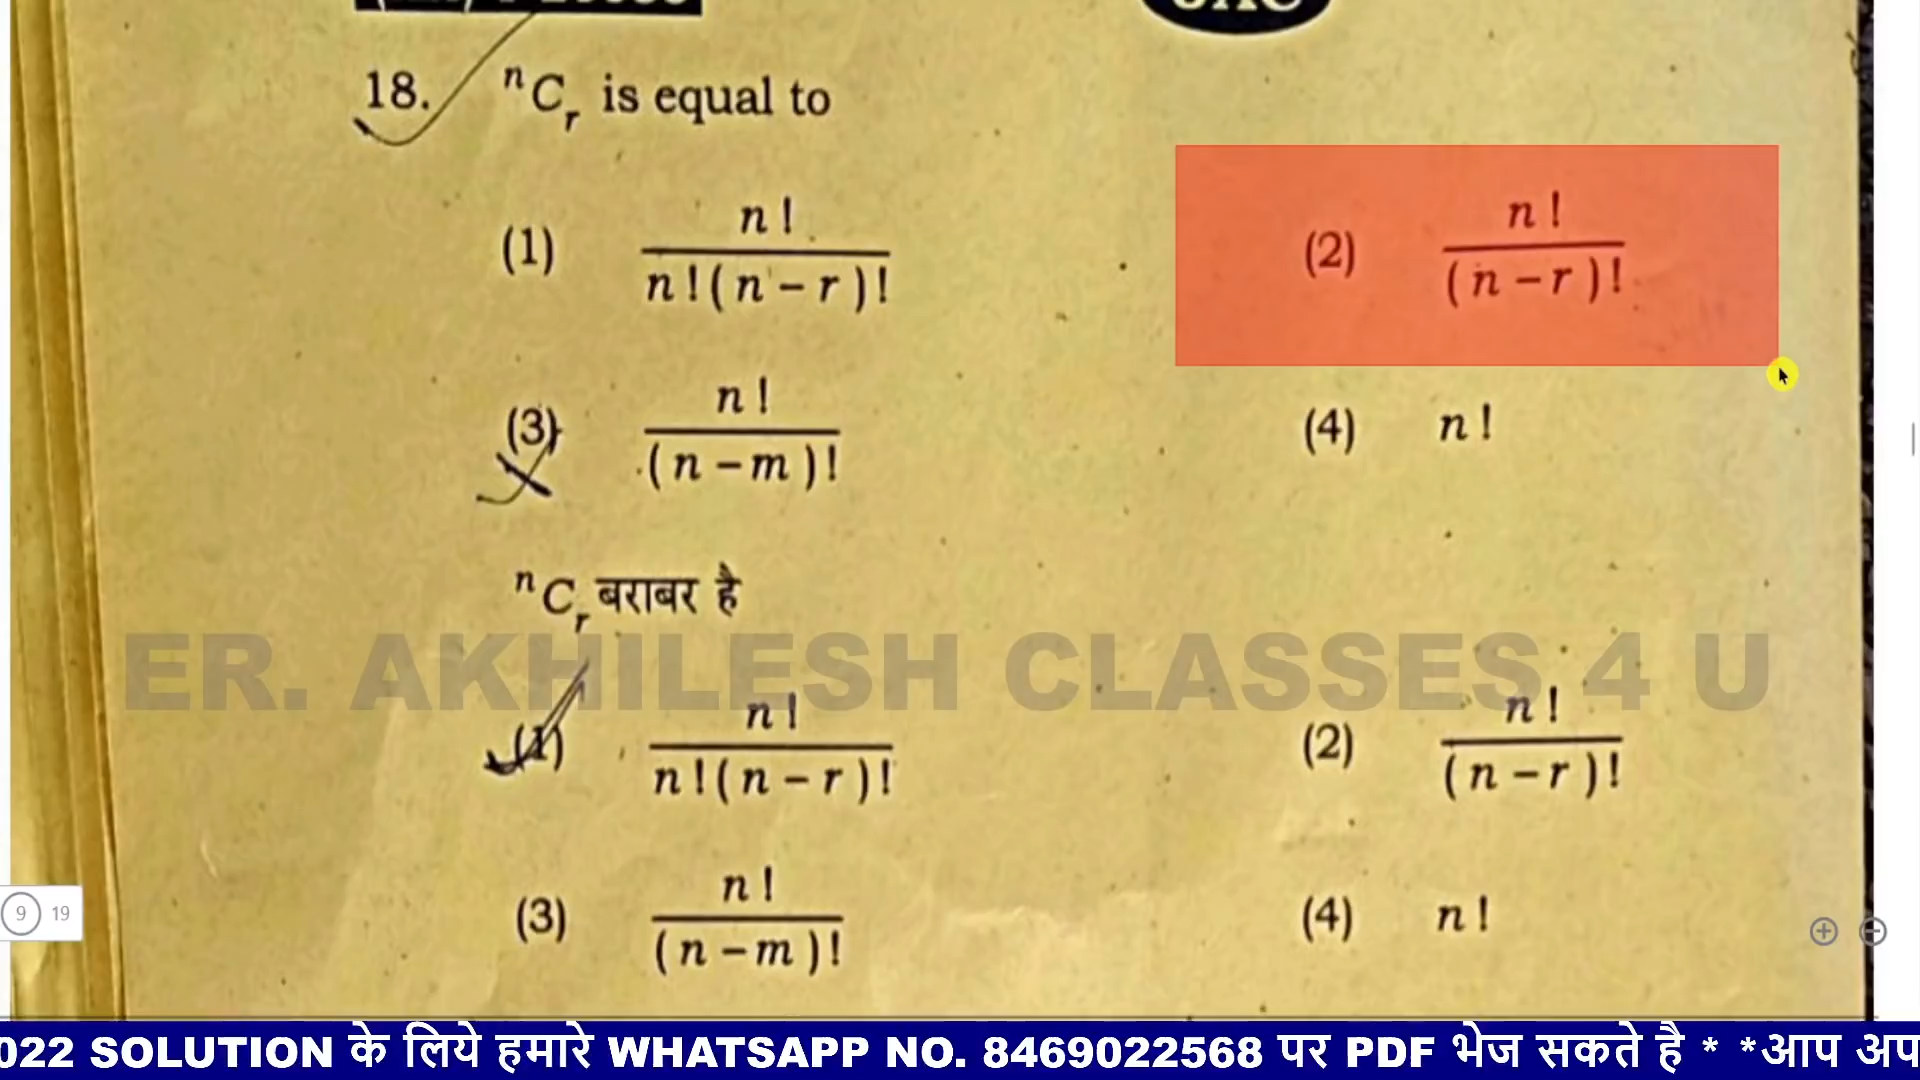 18. ⁿCᵣ is equal to
(1) n! / n!(n-r)! (2) n! / (n-r)!
(3) n! / (n-m)! (4) n!
ⁿCᵣ बराबर है
ER. AKHILESH CLASSES 4 U
(1) n! / n!(n-r)! (2) n! / (n-r)!
(3) n! / (n-m)! (4) n!
9 19
022 SOLUTION के लिये हमारे WHATSAPP NO. 8469022568 पर PDF भेज सकते है * *आप अप